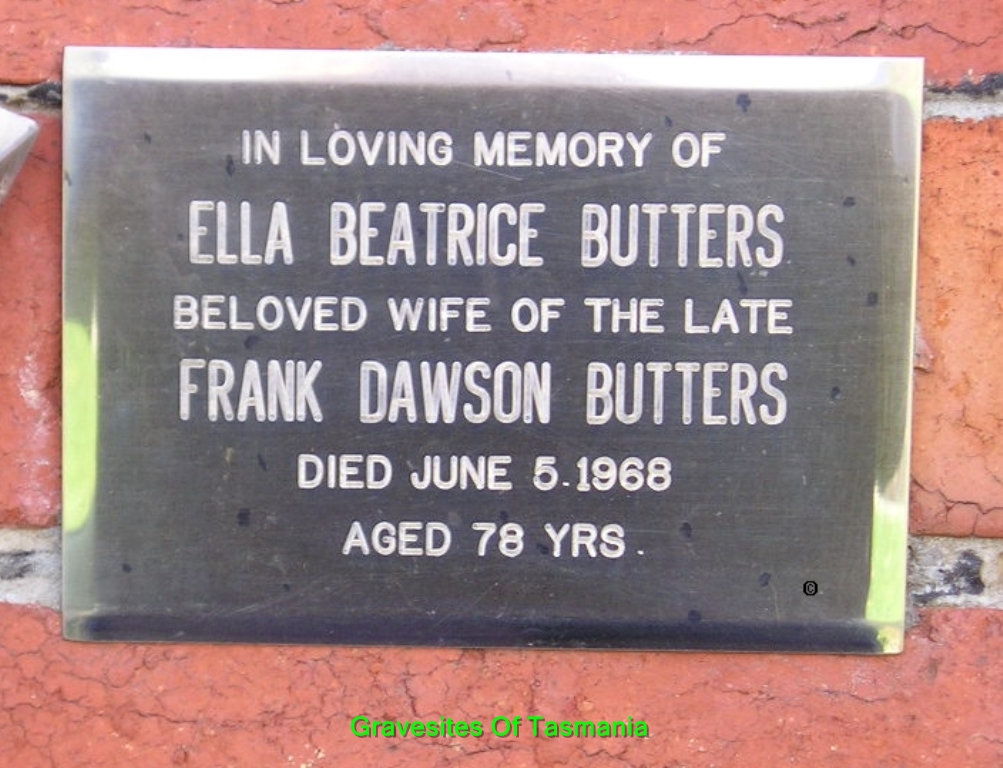 IN LOVING MEMORY OF
ELLA BEATRICE BUTTERS
BELOVED WIFE OF THE LATE
FRANK DAWSON BUTTERS
DIED JUNE 5.1968
AGED 78 YRS.
©
Gravesites Of Tasmania